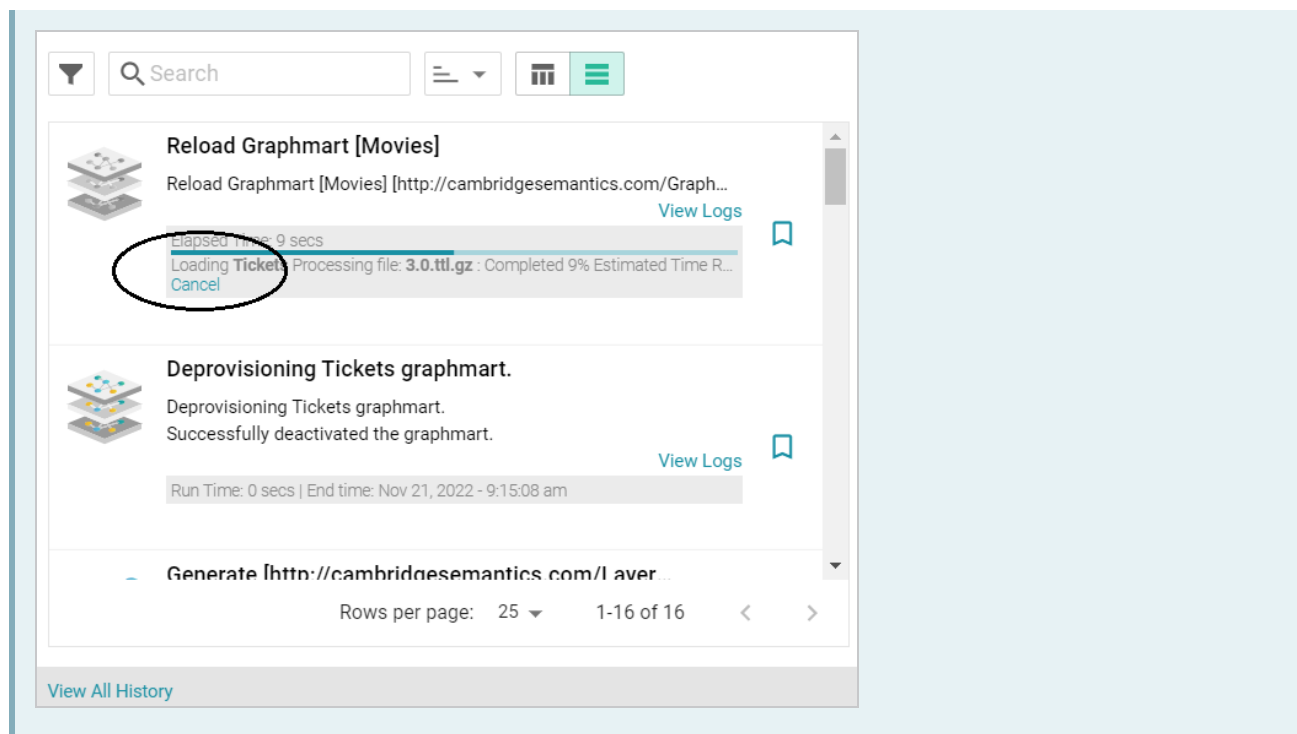 Search
Reload Graphmart [Movies]
Reload Graphmart [Movies] [http://cambridgesemantics.com/Graph...
View Logs
Elapsed Time: 9 secs
Loading Tickets Processing file: 3.0.ttl.gz : Completed 9% Estimated Time R...
Cancel
Deprovisioning Tickets graphmart.
Deprovisioning Tickets graphmart.
Successfully deactivated the graphmart.
View Logs
Run Time: 0 secs | End time: Nov 21, 2022 - 9:15:08 am
Generate [http://cambridgesemantics.com/Layer...
Rows per page: 25 1-16 of 16
View All History